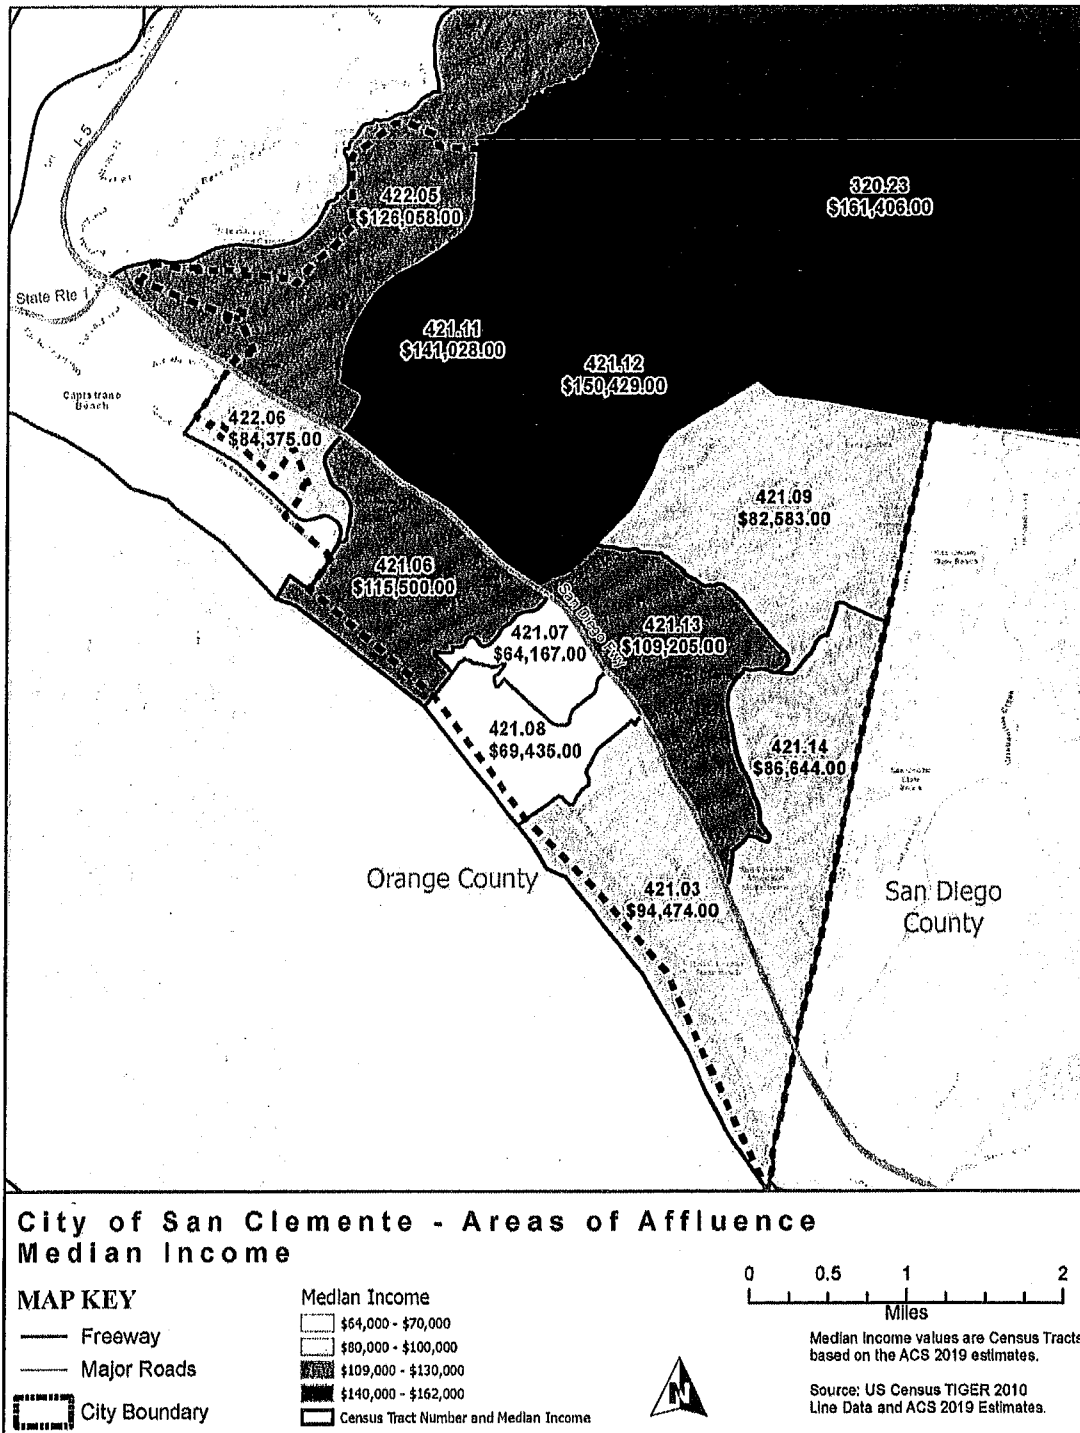 I-5
422.05
$126,058.00
320.23
$161,406.00
State Rte 1
421.11
$141,028.00
421.12
$150,429.00
Capistrano
Beach
422.06
$84,375.00
421.09
$82,583.00
421.06
$115,500.00
San Diego Fwy
421.07
$64,167.00
421.13
$109,205.00
421.08
$69,435.00
421.14
$86,644.00
Orange County
421.03
$94,474.00
San Diego
County
City of San Clemente - Areas of Affluence
Median Income
MAP KEY
Freeway
Major Roads
City Boundary
Median Income
$64,000 - $70,000
$80,000 - $100,000
$109,000 - $130,000
$140,000 - $162,000
Census Tract Number and Median Income
N
0 0.5 1 2
Miles
Median Income values are Census Tracts
based on the ACS 2019 estimates.
Source: US Census TIGER 2010
Line Data and ACS 2019 Estimates.